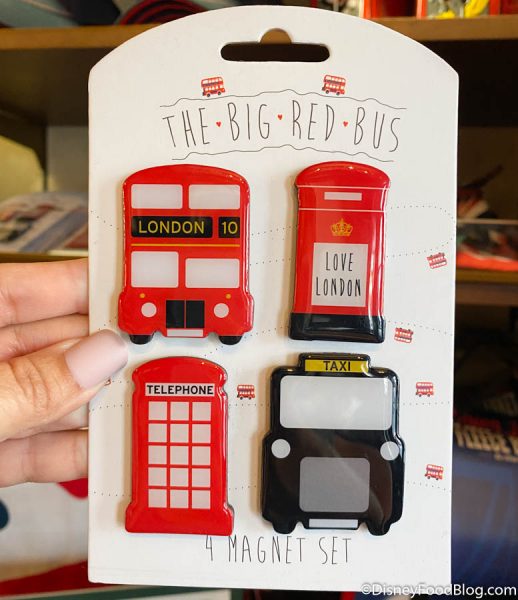 THE BIG RED BUS
LONDON 10
LOVE
LONDON
TELEPHONE
TAXI
4 MAGNET SET
©DisneyFoodBlog.com